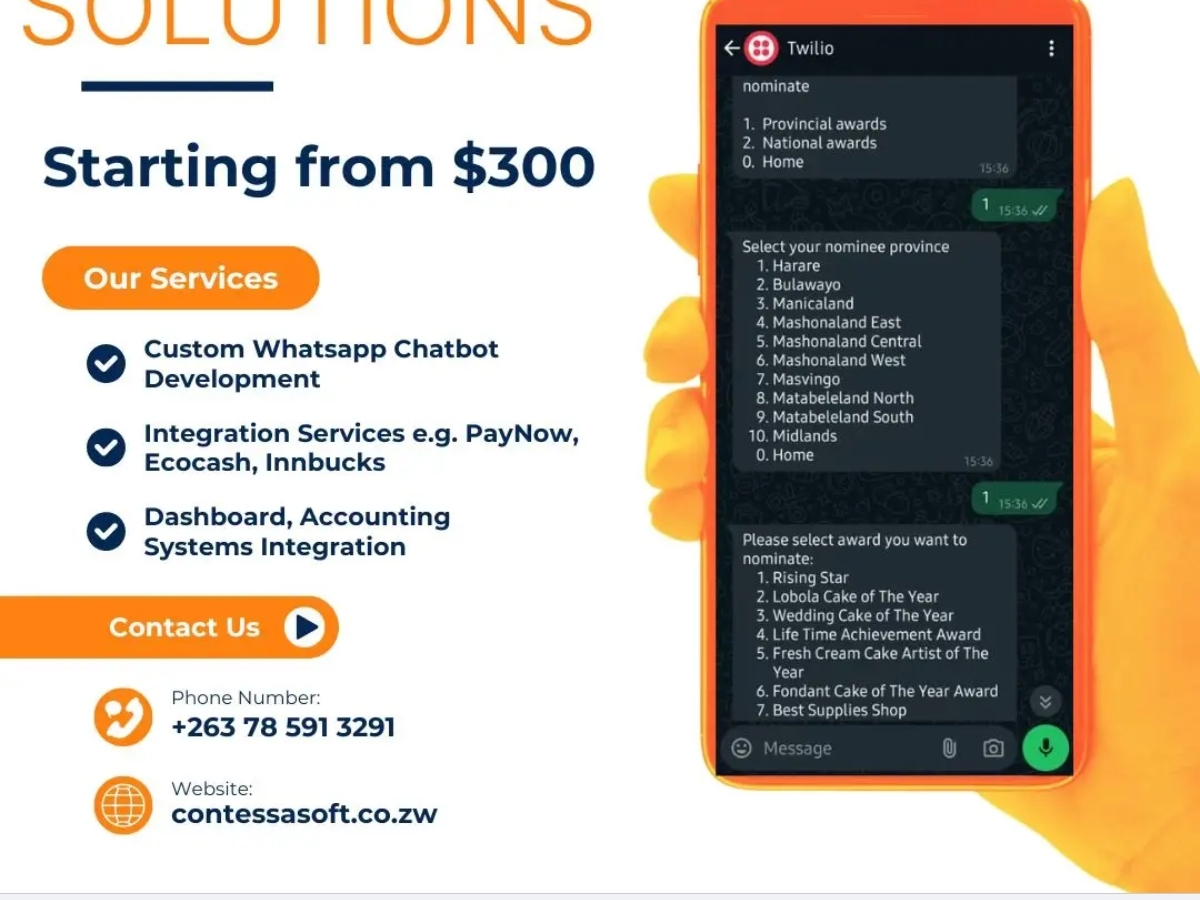 SOLUTIONS
Starting from $300
Our Services
Custom Whatsapp Chatbot
Development
Integration Services e.g. PayNow,
Ecocash, Innbucks
Dashboard, Accounting
Systems Integration
Contact Us
Phone Number:
+263 78 591 3291
Website:
contessasoft.co.zw
Twilio
nominate
1. Provincial awards
2. National awards
0. Home
15:36
1 15:36
Select your nominee province
1. Harare
2. Bulawayo
3. Manicaland
4. Mashonaland East
5. Mashonaland Central
6. Mashonaland West
7. Masvingo
8. Matabeleland North
9. Matabeleland South
10. Midlands
0. Home
15:36
1 15:36
Please select award you want to
nominate:
1. Rising Star
2. Lobola Cake of The Year
3. Wedding Cake of The Year
4. Life Time Achievement Award
5. Fresh Cream Cake Artist of The
Year
6. Fondant Cake of The Year Award
7. Best Supplies Shop
Message